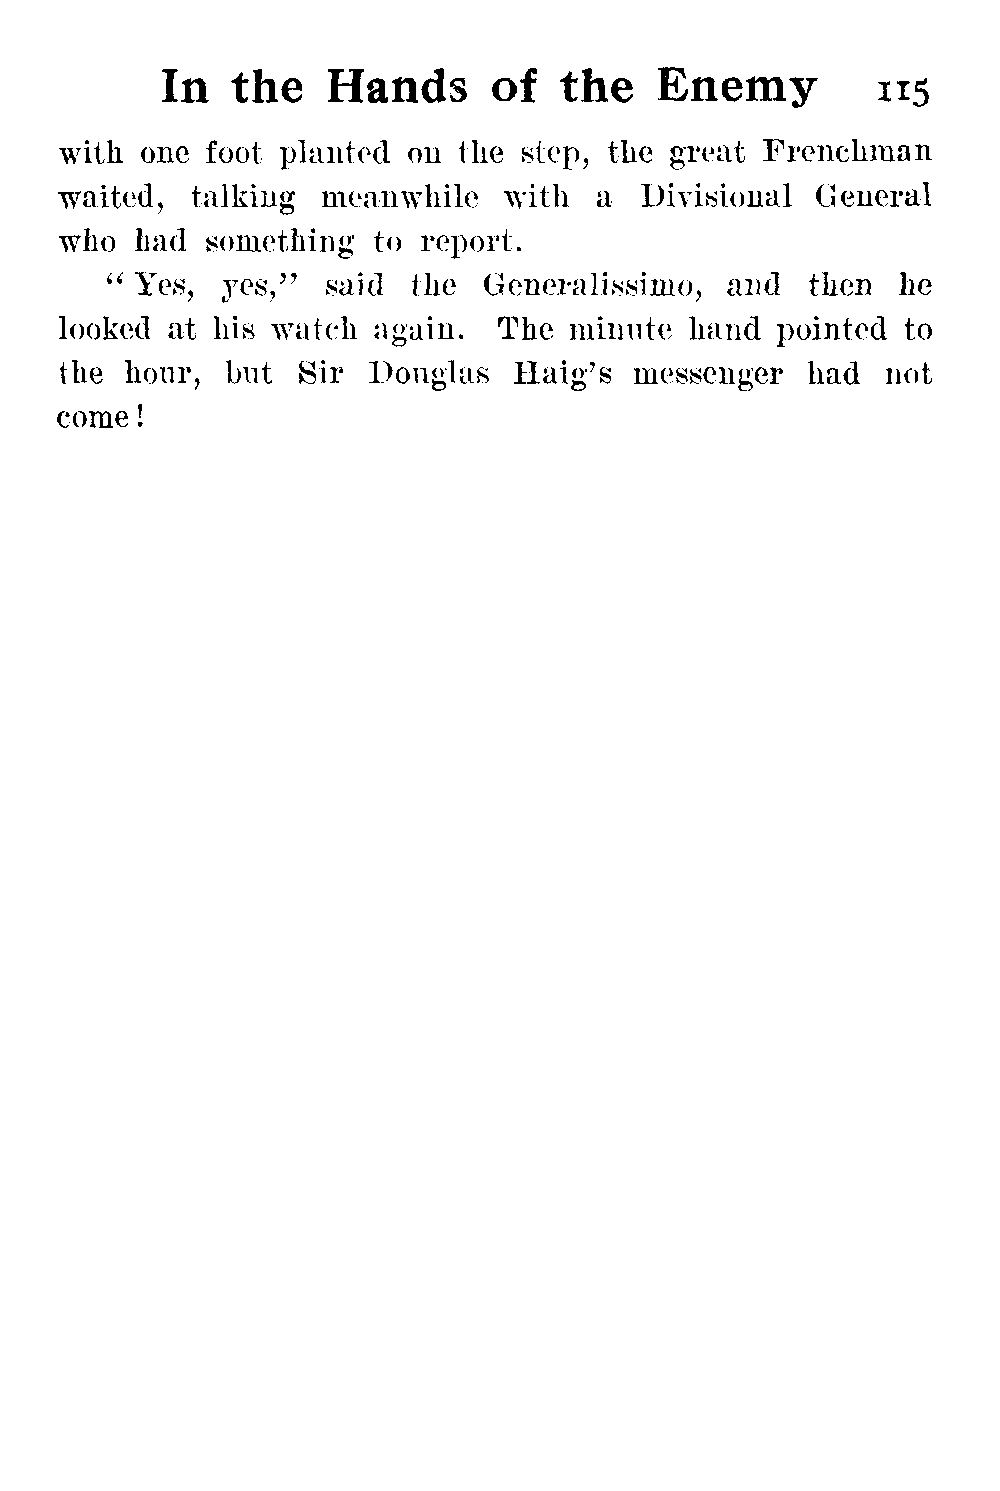 In the Hands of the Enemy 115
with one foot planted on the step, the great Frenchman
waited, talking meanwhile with a Divisional General
who had something to report.
“Yes, yes,” said the Generalissimo, and then he
looked at his watch again. The minute hand pointed to
the hour, but Sir Douglas Haig’s messenger had not
come!